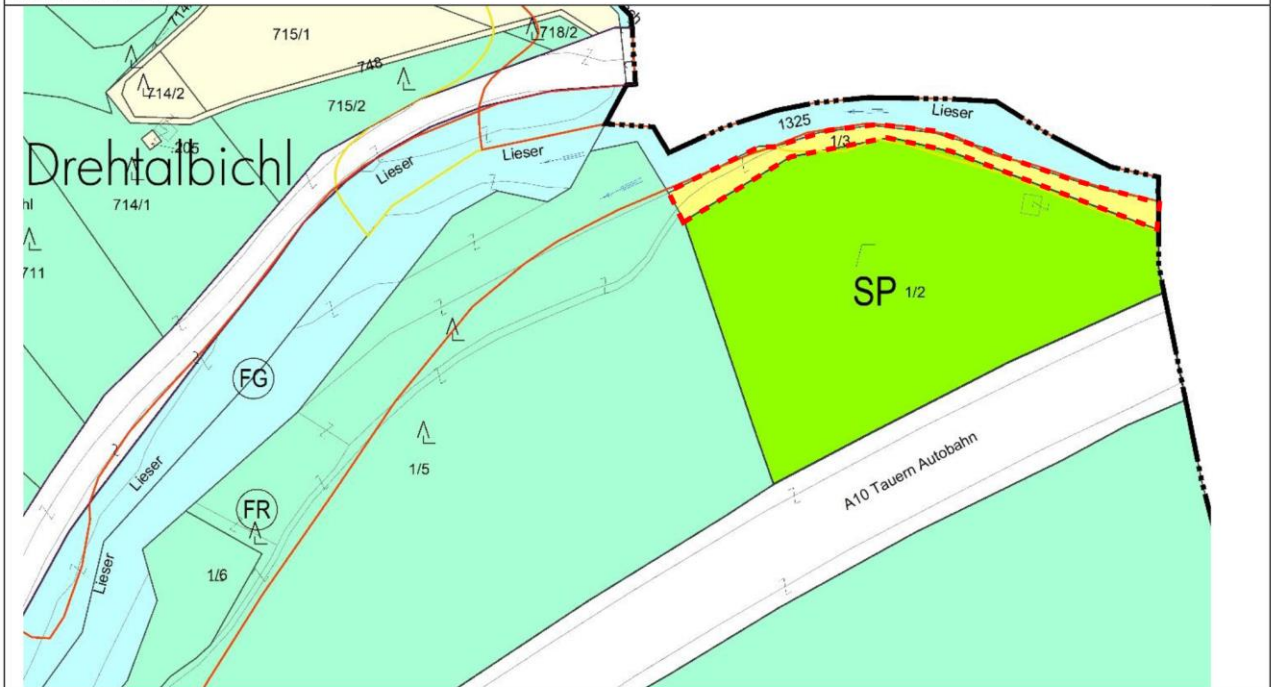 715/1
718/2
748
714/2
715/2
205
Drehtalbichl
714/1
hl
711
Lieser
Lieser
1325
Lieser
1/3
SP 1/2
FG
1/5
A10 Tauern Autobahn
Lieser
FR
Lieser
1/6